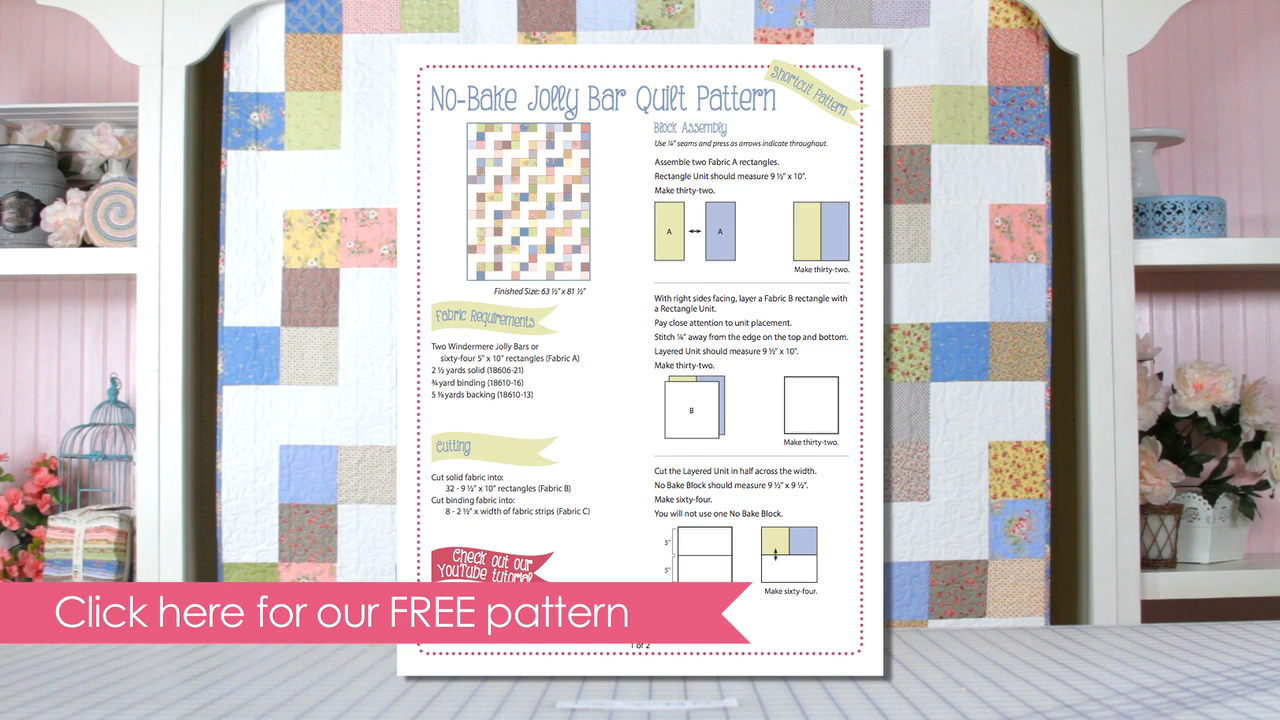 No-Bake Jolly Bar Quilt Pattern
Shortcut Pattern
Finished Size: 63 ½" x 81 ½"
Fabric Requirements
Two Windermere Jolly Bars or
sixty-four 5" x 10" rectangles (Fabric A)
2 ½ yards solid (18606-21)
¾ yard binding (18610-16)
5 ⅛ yards backing (18610-13)
Cutting
Cut solid fabric into:
32 - 9 ½" x 10" rectangles (Fabric B)
Cut binding fabric into:
8 - 2 ½" x width of fabric strips (Fabric C)
Check out our
YouTube tutorial
Block Assembly
Use ¼" seams and press as arrows indicate throughout.
Assemble two Fabric A rectangles.
Rectangle Unit should measure 9 ½" x 10".
Make thirty-two.
A A
Make thirty-two.
With right sides facing, layer a Fabric B rectangle with
a Rectangle Unit.
Pay close attention to unit placement.
Stitch ¼" away from the edge on the top and bottom.
Layered Unit should measure 9 ½" x 10".
Make thirty-two.
B
Make thirty-two.
Cut the Layered Unit in half across the width.
No Bake Block should measure 9 ½" x 9 ½".
Make sixty-four.
You will not use one No Bake Block.
5"
5"
Make sixty-four.
Click here for our FREE pattern
1 of 2